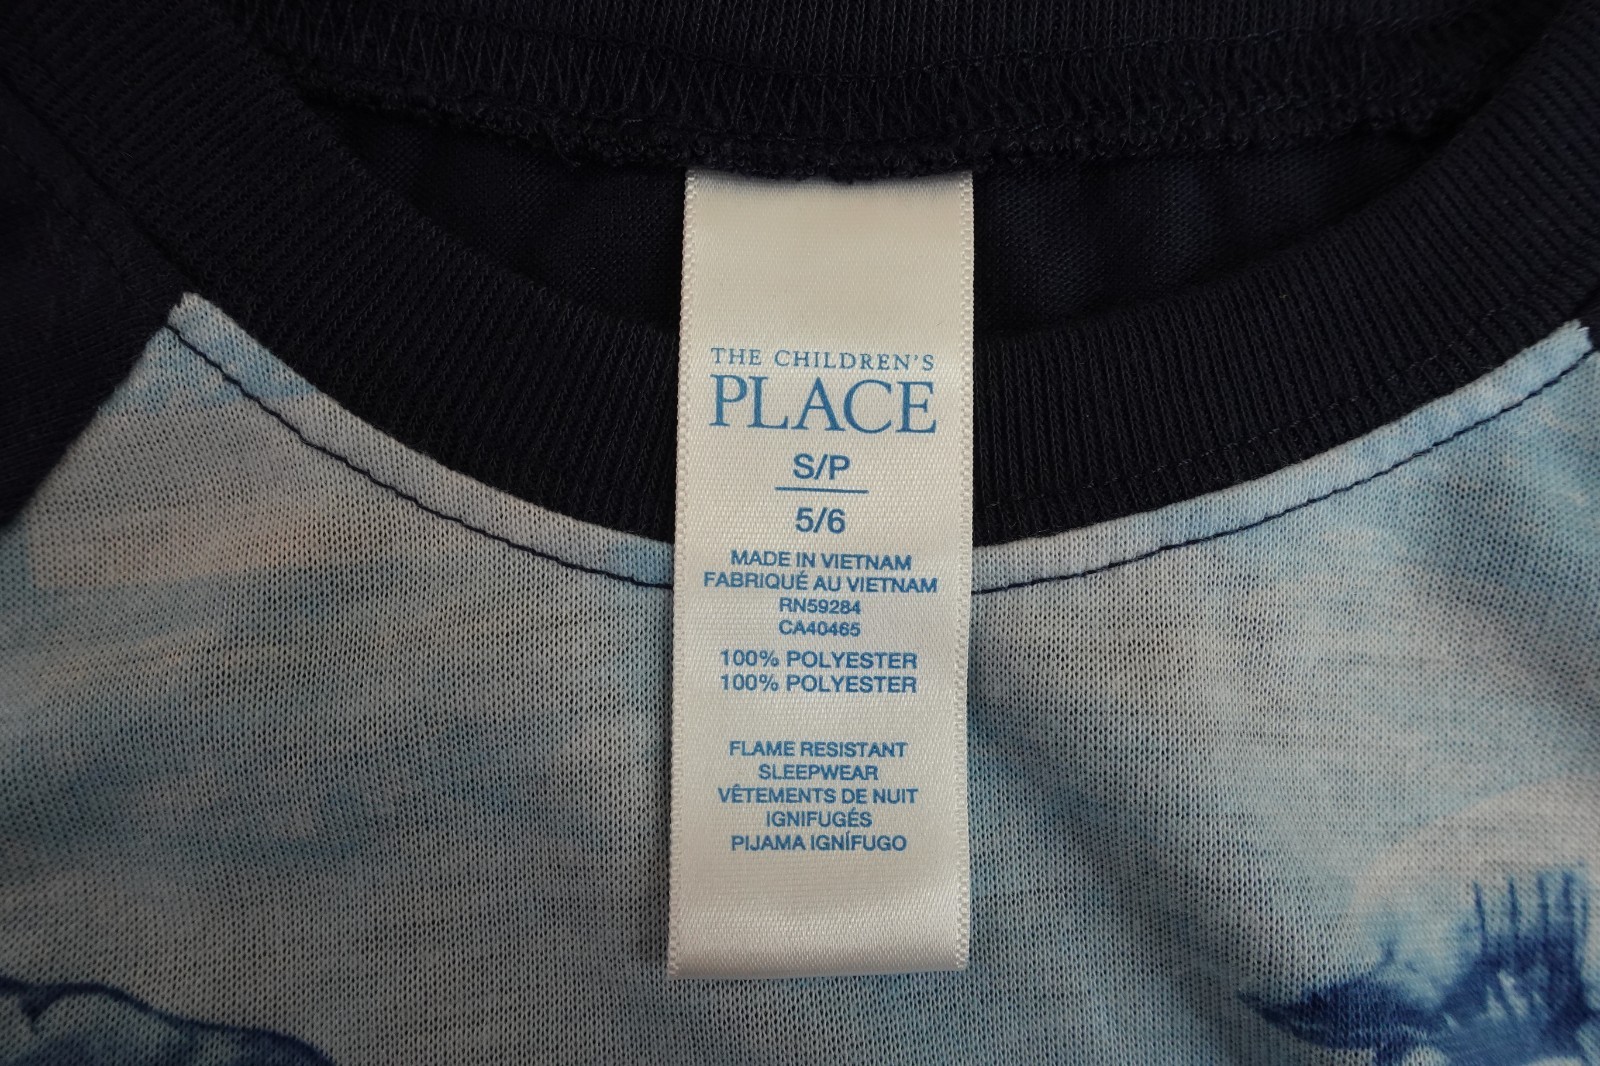 THE CHILDREN'S
PLACE
S/P
5/6
MADE IN VIETNAM
FABRIQUÉ AU VIETNAM
RN59284
CA40465
100% POLYESTER
100% POLYESTER
FLAME RESISTANT
SLEEPWEAR
VÊTEMENTS DE NUIT
IGNIFUGÉS
PIJAMA IGNÍFUGO